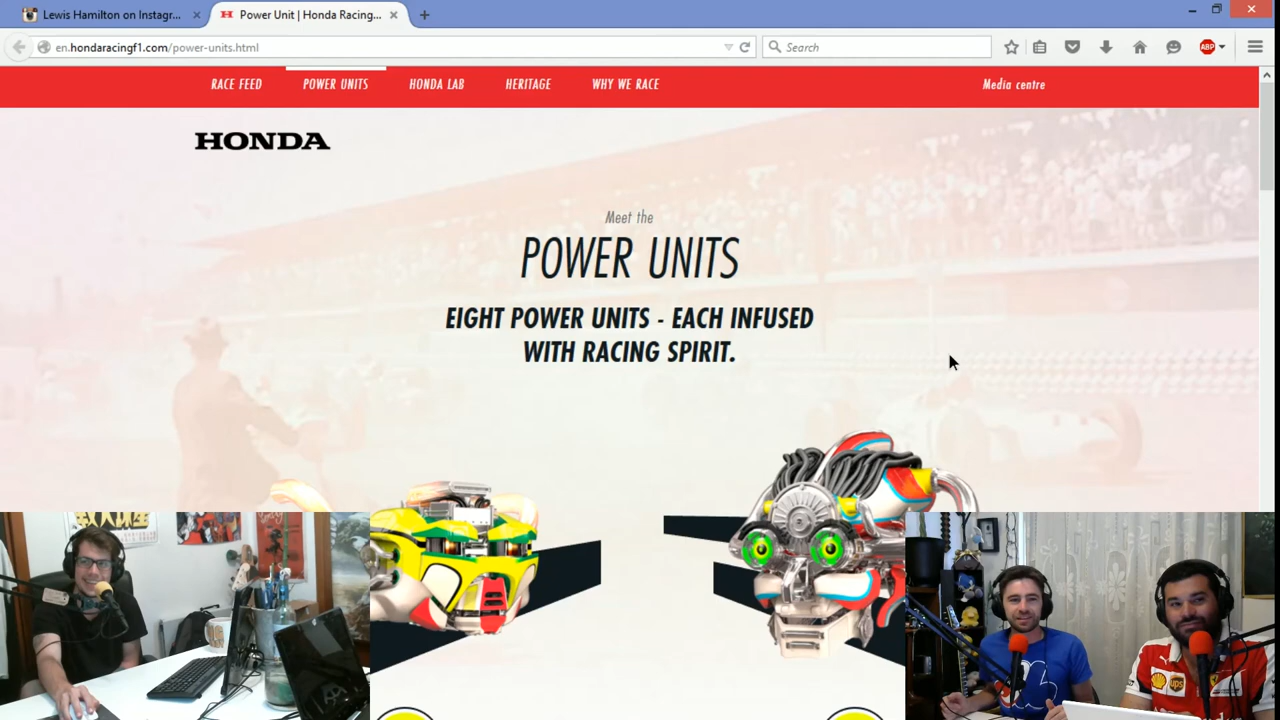 Lewis Hamilton on Instagr...
Power Unit | Honda Racing...
en.hondaracingf1.com/power-units.html
Search
ABP
RACE FEED
POWER UNITS
HONDA LAB
HERITAGE
WHY WE RACE
Media centre
HONDA
Meet the
POWER UNITS
EIGHT POWER UNITS - EACH INFUSED
WITH RACING SPIRIT.
ups